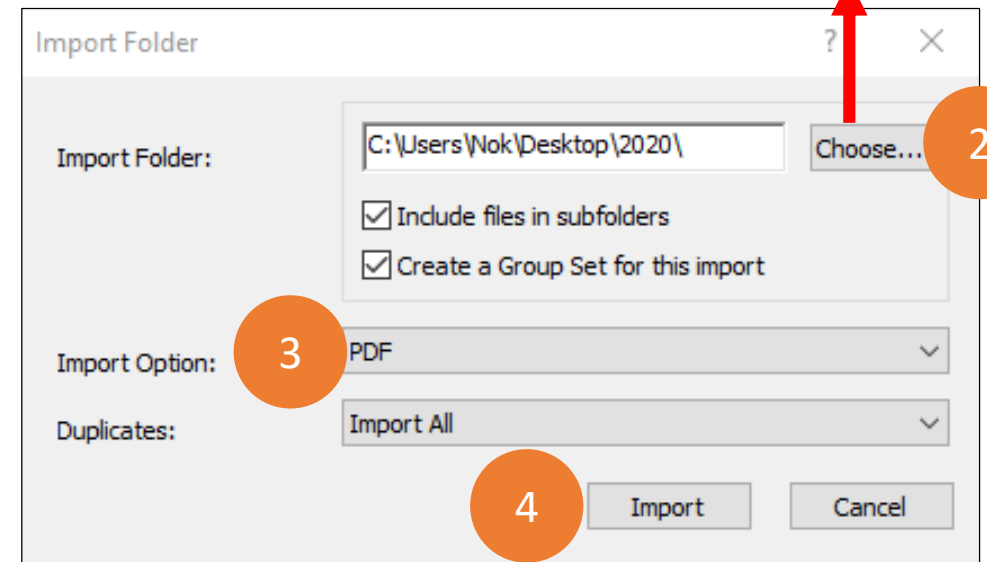 Import Folder ?
Import Folder: C:\Users\Nok\Desktop\2020\ Choose... 2
Include files in subfolders
Create a Group Set for this import
Import Option: 3 PDF
Duplicates: Import All
4 Import Cancel